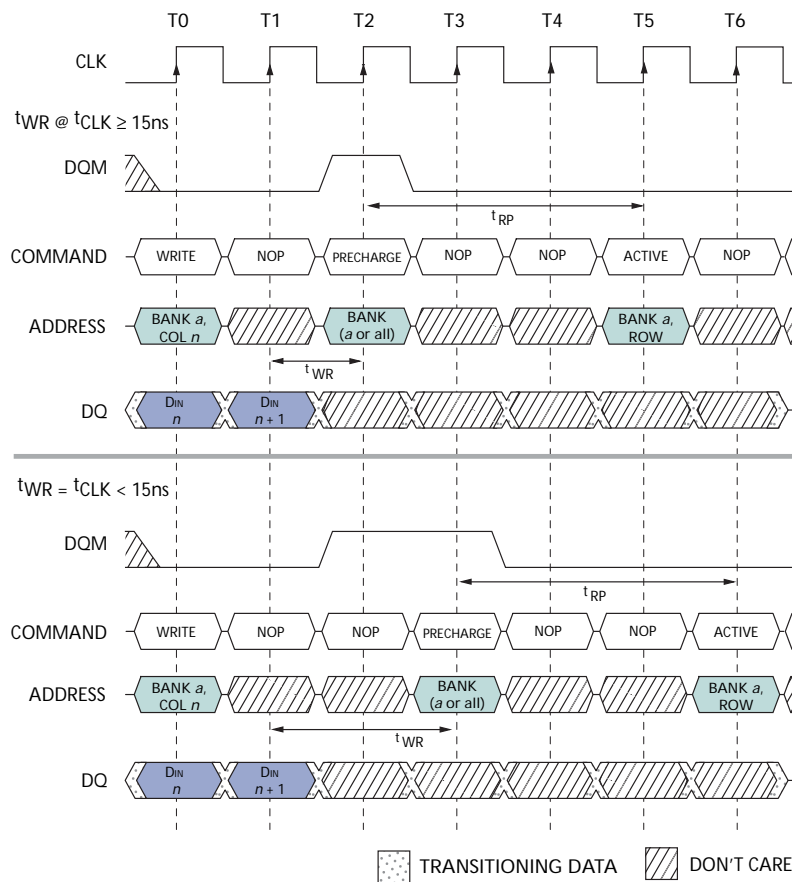 T0 T1 T2 T3 T4 T5 T6
CLK
tWR @ tCLK ≥ 15ns
DQM
tRP
COMMAND WRITE NOP PRECHARGE NOP NOP ACTIVE NOP
ADDRESS BANK a, COL n BANK (a or all) BANK a, ROW
tWR
DQ DIN n DIN n + 1
tWR = tCLK < 15ns
DQM
tRP
COMMAND WRITE NOP NOP PRECHARGE NOP NOP ACTIVE
ADDRESS BANK a, COL n BANK (a or all) BANK a, ROW
tWR
DQ DIN n DIN n + 1
TRANSITIONING DATA DON'T CARE